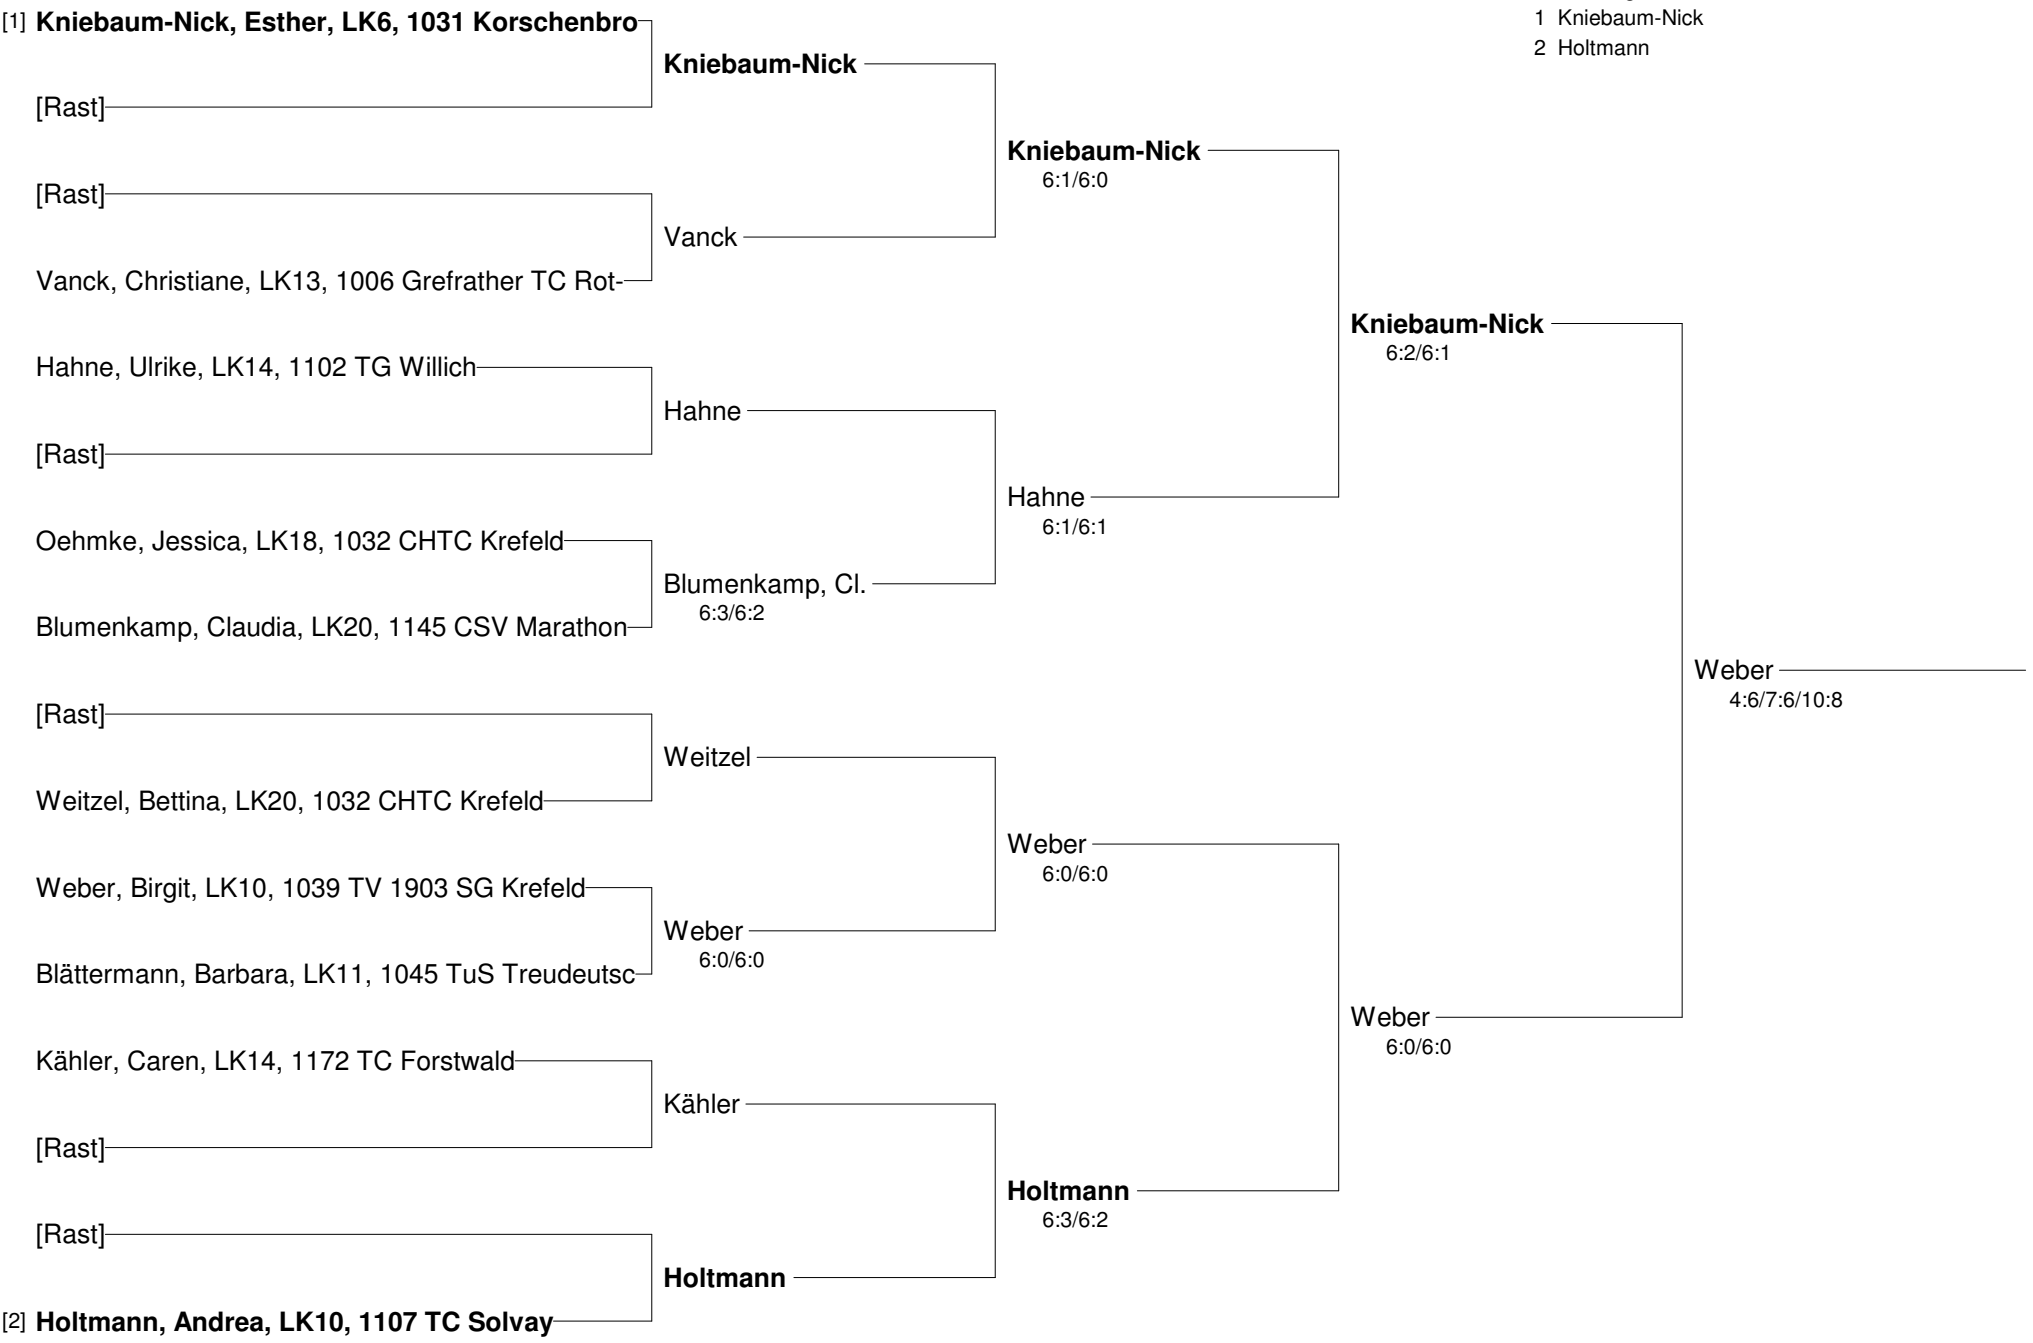 [1] Kniebaum-Nick, Esther, LK6, 1031 Korschenbro
[Rast]
[Rast]
Vanck, Christiane, LK13, 1006 Grefrather TC Rot-
Hahne, Ulrike, LK14, 1102 TG Willich
[Rast]
Oehmke, Jessica, LK18, 1032 CHTC Krefeld
Blumenkamp, Claudia, LK20, 1145 CSV Marathon
[Rast]
Weitzel, Bettina, LK20, 1032 CHTC Krefeld
Weber, Birgit, LK10, 1039 TV 1903 SG Krefeld
Blättermann, Barbara, LK11, 1045 TuS Treudeutsc
Kähler, Caren, LK14, 1172 TC Forstwald
[Rast]
[Rast]
[2] Holtmann, Andrea, LK10, 1107 TC Solvay
Kniebaum-Nick
Vanck
Hahne
Blumenkamp, Cl.
6:3/6:2
Weitzel
Weber
6:0/6:0
Kähler
Holtmann
Kniebaum-Nick
6:1/6:0
Hahne
6:1/6:1
Weber
6:0/6:0
Holtmann
6:3/6:2
Kniebaum-Nick
6:2/6:1
Weber
6:0/6:0
Weber
4:6/7:6/10:8
1 Kniebaum-Nick
2 Holtmann